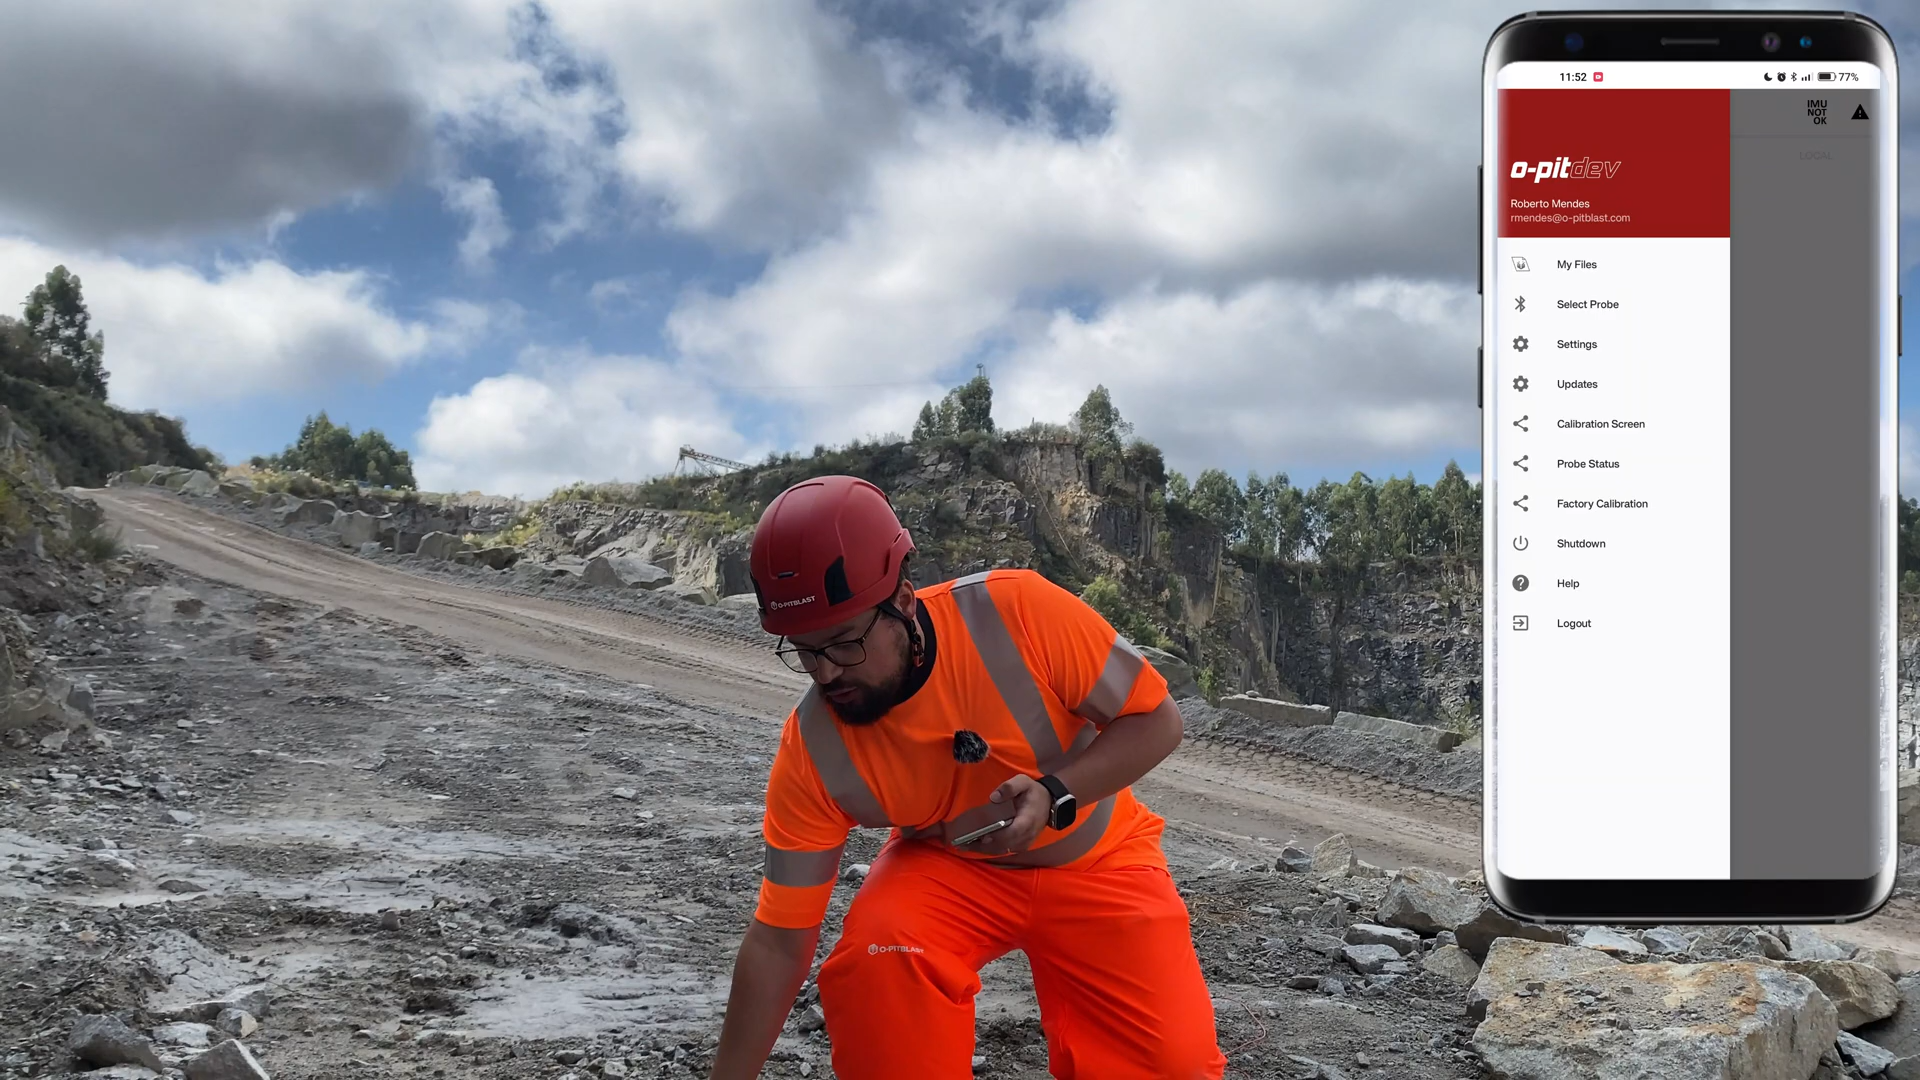 11:52
77%
IMU
NOT
OK
LOCAL
o-pitdev
Roberto Mendes
rmendes@o-pitblast.com
My Files
Select Probe
Settings
Updates
Calibration Screen
Probe Status
Factory Calibration
Shutdown
Help
Logout
O-PITBLAST
O-PITBLAST